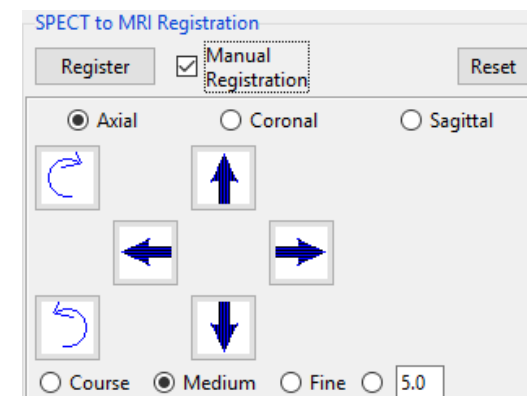 SPECT to MRI Registration
Register
Manual
Registration
Reset
Axial
Coronal
Sagittal
Course
Medium
Fine
5.0